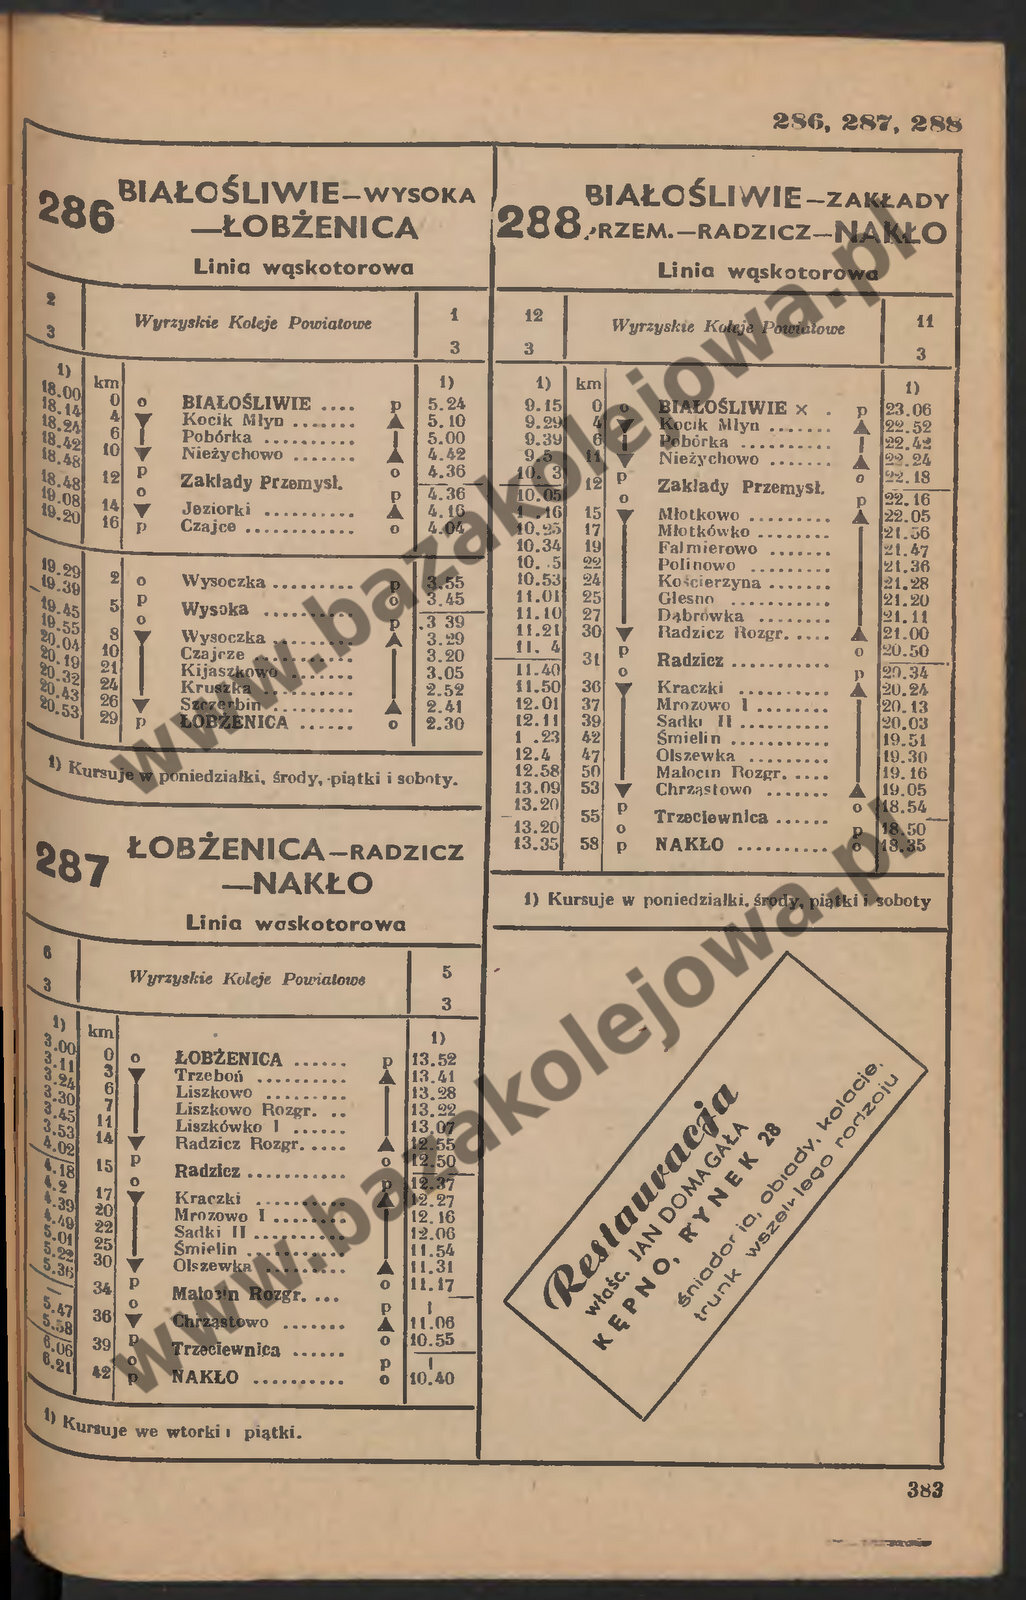 286, 287, 288
286 BIAŁOŚLIWIE–WYSOKA
—ŁOBŻENICA
Linia wąskotorowa
2 Wyrzyskie Koleje Powiatowe 1
3 3
1) km 1)
18.00 0 o BIAŁOŚLIWIE .... p 5.24
18.14 4 Kocik Młyn ....... 5.10
18.24 6 Pobórka ........... 5.00
18.42 10 Nieżychowo ....... 4.42
18.48 p o 4.36
12 Zakłady Przemysł.
18.48 o p 4.36
19.08 14 Jeziorki .......... 4.16
19.20 16 p Czajce ............ o 4.04
19.29 2 o Wysoczka ......... p 3.55
19.39 p o 3.45
5 Wysoka ..........
19.45 o p 3 39
19.55 8 Wysoczka ......... 3.29
20.04 10 Czajcze .......... 3.20
20.19 21 Kijaszkowo ....... 3.05
20.32 24 Kruszka .......... 2.52
20.43 26 Szczerbin ......... 2.41
20.53 29 p ŁOBŻENICA ...... o 2.30
1) Kursuje w poniedziałki, środy, piątki i soboty.
287 ŁOBŻENICA–RADZICZ
—NAKŁO
Linia waskotorowa
6 Wyrzyskie Koleje Powiatowe 5
3 3
1) km 1)
3.00 0 o ŁOBŻENICA ...... p 13.52
3.11 3 Trzeboń .......... 13.41
3.24 6 Liszkowo ......... 13.28
3.30 7 Liszkowo Rozgr. .. 13.22
3.45 11 Liszkówko I ...... 13.07
3.53 14 Radzicz Rozgr. .... 12.55
4.02 p o 12.50
15 Radzicz ...........
4.18 o p 12.37
17 Kraczki .......... 12.27
4.39 20 Mrozowo I ........ 12.16
4.49 22 Sadki II .......... 12.06
5.01 25 Śmielin ........... 11.54
5.22 30 Olszewka ......... 11.31
5.36 p o 11.17
34 Rozgr. ...
— o p |
5.47 36 Chrząstowo ....... 11.06
5.58 p o 10.55
39 Trzeciewnica ......
6.06 o p |
6.21 42 p NAKŁO .......... o 10.40
1) Kursuje we wtorki i piątki.
288 BIAŁOŚLIWIE–ZAKŁADY
PRZEM.–RADZICZ–NAKŁO
Linia wąskotorowa
12 Wyrzyskie Koleje Powiatowe 11
3 3
1) km 1)
9.15 0 o BIAŁOŚLIWIE × . p 23.06
9.29 4 Kocik Młyn ....... 22.52
9.39 6 Pobórka ........... 22.42
11 Nieżychowo ....... 22.24
p o 22.18
12 Zakłady Przemysł.
10.05 o p 22.16
15 Młotkowo ......... 22.05
10.25 17 Młotkówko ........ 21.56
10.34 19 Falmierowo ....... 21.47
22 Polinowo ......... 21.36
10.53 24 Kościerzyna ....... 21.28
11.01 25 Glesno ........... 21.20
11.10 27 Dąbrówka ........ 21.11
11.21 30 Radzicz Rozgr. ..... 21.00
p o 20.50
31 Radzicz ...........
11.40 o p 20.34
11.50 36 Kraczki .......... 20.24
12.01 37 Mrozowo I ........ 20.13
12.11 39 Sadki II .......... 20.03
42 Śmielin ........... 19.51
47 Olszewka ......... 19.30
12.58 50 Małocin Rozgr. ..... 19.16
13.09 53 Chrząstowo ....... 19.05
13.20 p o 18.54
55 Trzeciewnica ......
13.20 o p 18.50
13.35 58 p NAKŁO .......... o 18.35
1) Kursuje w poniedziałki, środy, piątki i soboty
Restauracja
właśc. JAN DOMAGAŁA
KĘPNO, RYNEK 28
obiady, kolacje,
trunki wszelkiego rodzaju
383
www.bazakolejowa.pl
www.bazakolejowa.pl